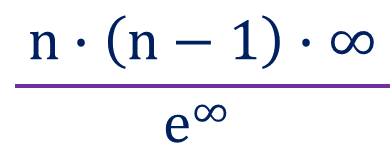 n · (n − 1) · ∞
e^∞